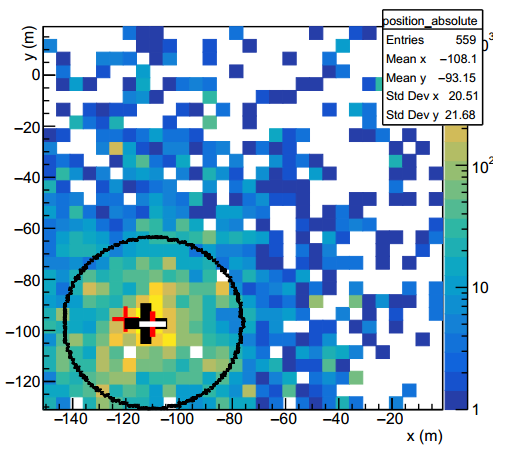 position_absolute
Entries 559
Mean x −108.1
Mean y −93.15
Std Dev x 20.51
Std Dev y 21.68
y (m)
0
−20
−40
−60
−80
−100
−120
−140 −120 −100 −80 −60 −40 −20
x (m)
10³
10²
10
1